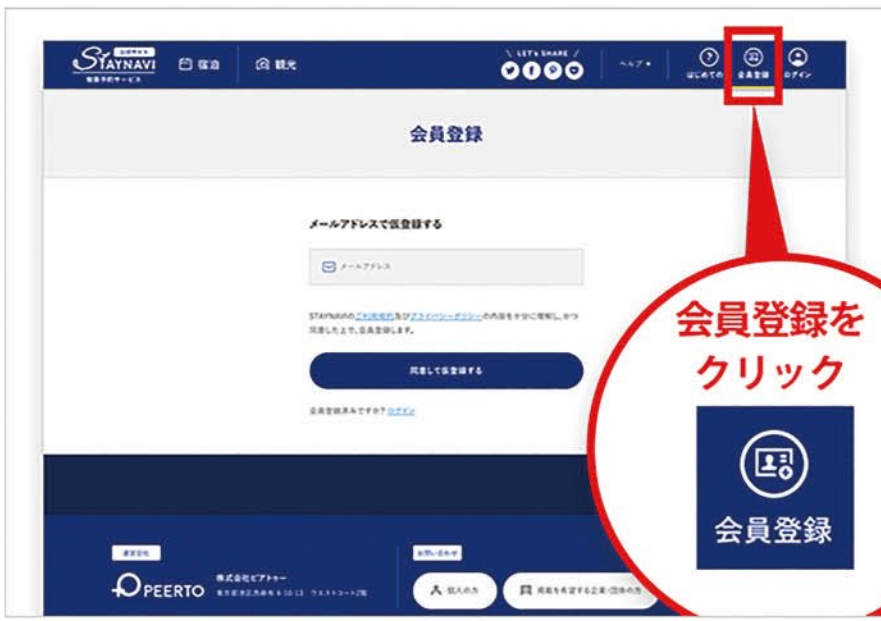 STAYNAVI
宿泊
観光
LET's SHARE
ヘルプ
はじめての
会員登録
ログイン
会員登録
メールアドレスで仮登録する
メールアドレス
STAYNAVIのご利用規約及びプライバシーポリシーの内容を十分に理解し、かつ
同意した上で、会員登録します。
同意して仮登録する
会員登録済みですか？ログイン
会員登録を
クリック
会員登録
運営会社
PEERTO
株式会社ピアトゥー
お問い合わせ
個人の方
掲載を希望する企業・団体の方